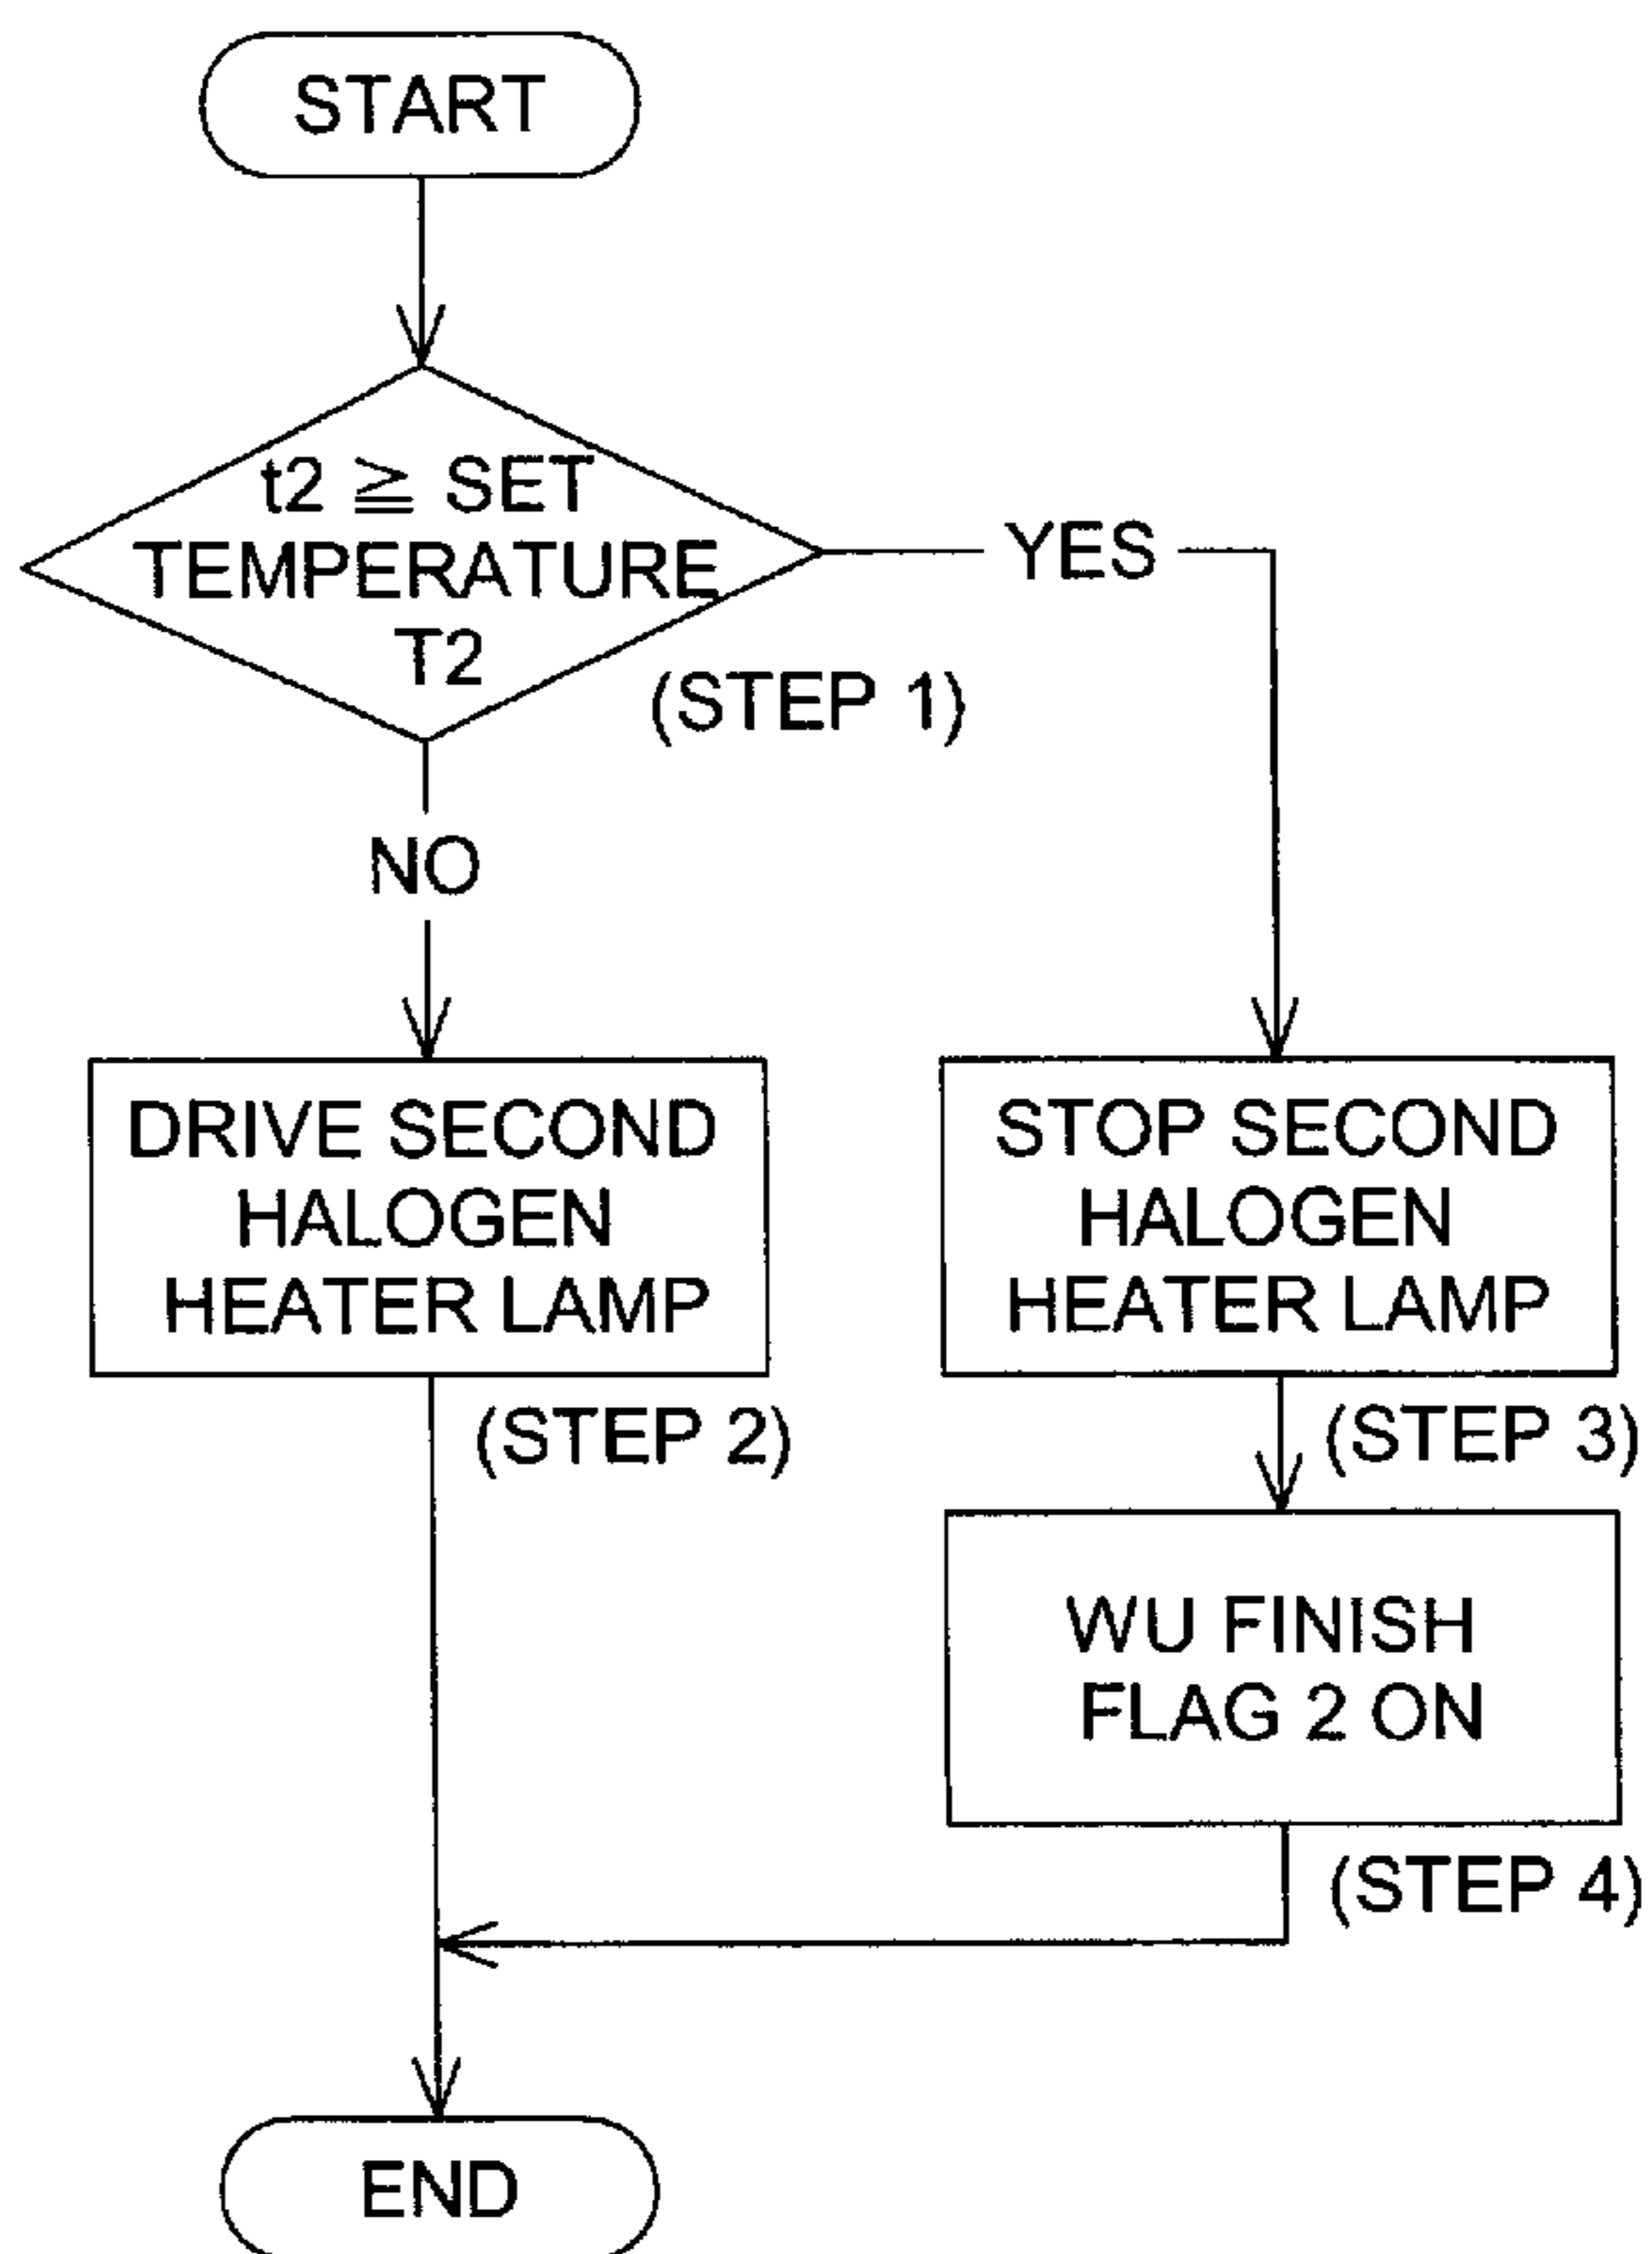 START
t2 ≧ SET
TEMPERATURE
T2
(STEP 1)
YES
NO
DRIVE SECOND
HALOGEN
HEATER LAMP
(STEP 2)
STOP SECOND
HALOGEN
HEATER LAMP
(STEP 3)
WU FINISH
FLAG 2 ON
(STEP 4)
END